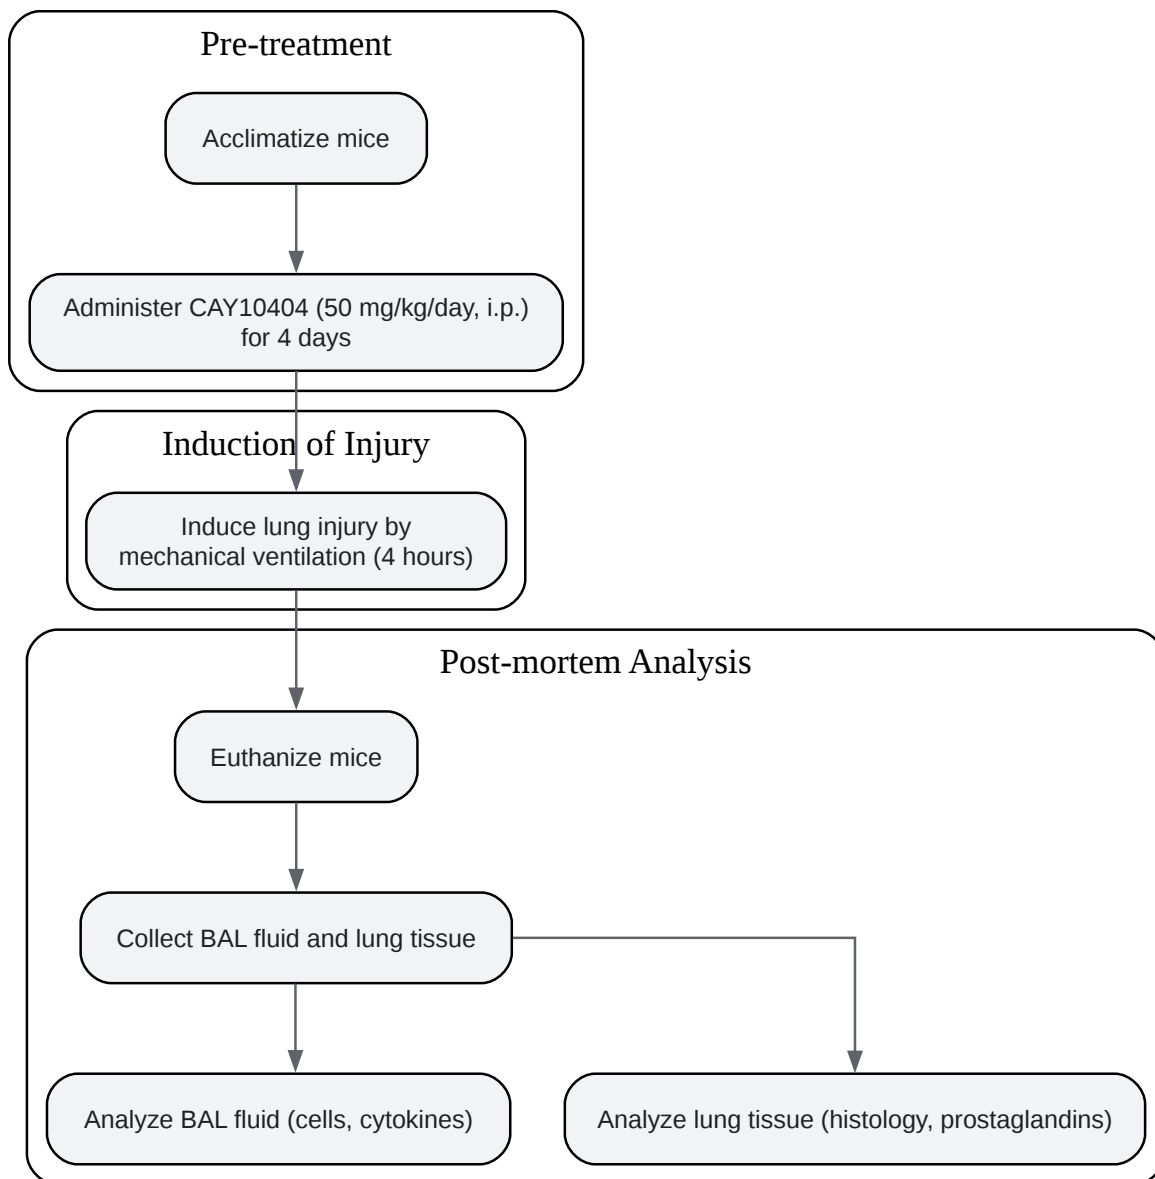 Pre-treatment
Acclimatize mice
Administer CAY10404 (50 mg/kg/day, i.p.)
for 4 days
Induction of Injury
Induce lung injury by
mechanical ventilation (4 hours)
Post-mortem Analysis
Euthanize mice
Collect BAL fluid and lung tissue
Analyze BAL fluid (cells, cytokines)
Analyze lung tissue (histology, prostaglandins)